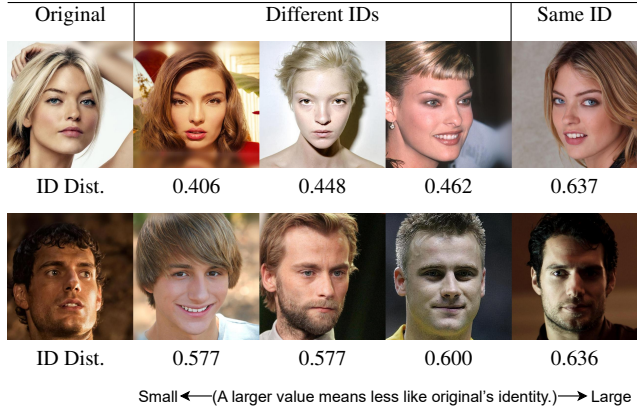 Original Different IDs Same ID
ID Dist. 0.406 0.448 0.462 0.637
ID Dist. 0.577 0.577 0.600 0.636
Small ←(A larger value means less like original's identity.)→ Large